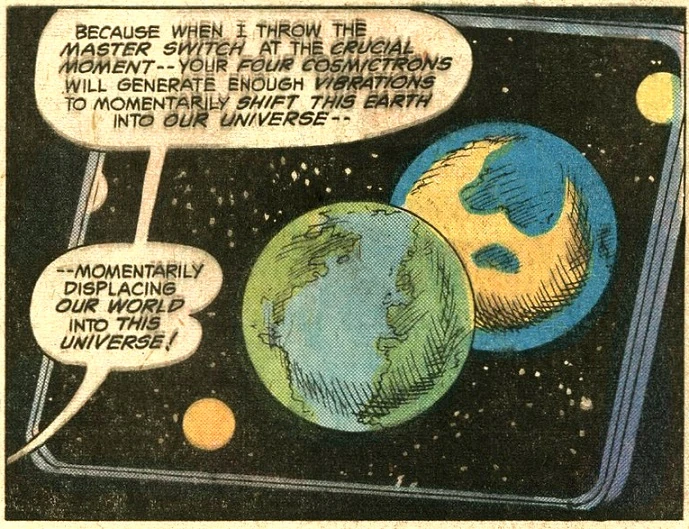 BECAUSE WHEN I THROW THE
MASTER SWITCH AT THE CRUCIAL
MOMENT--YOUR FOUR COSMICTRONS
WILL GENERATE ENOUGH VIBRATIONS
TO MOMENTARILY SHIFT THIS EARTH
INTO OUR UNIVERSE--
--MOMENTARILY
DISPLACING
OUR WORLD
INTO THIS
UNIVERSE!